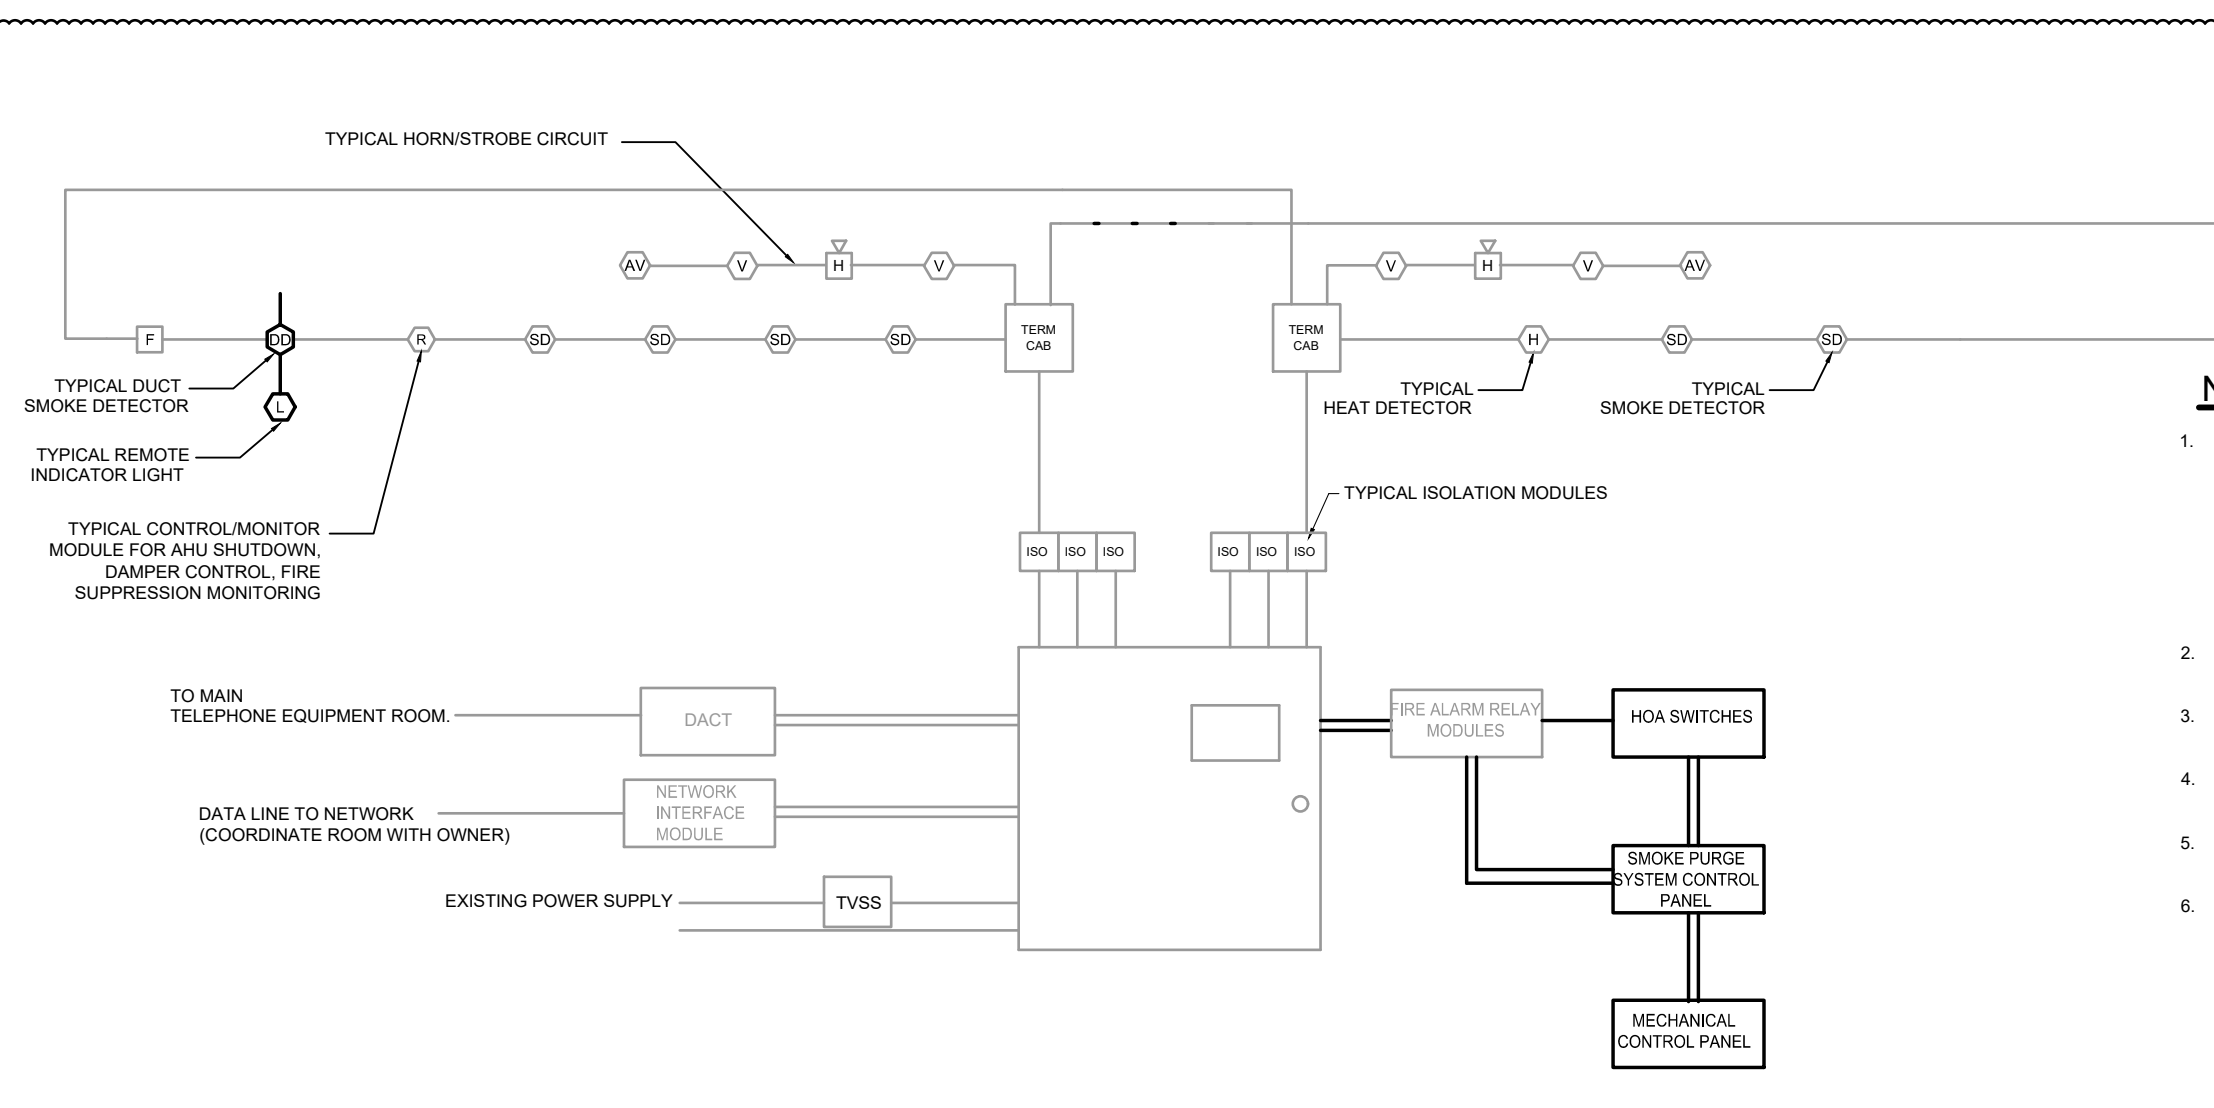 TYPICAL HORN/STROBE CIRCUIT
AV
V
H
V
V
H
V
AV
F
DD
R
SD
SD
SD
SD
TERM
CAB
TERM
CAB
H
SD
SD
TYPICAL DUCT
SMOKE DETECTOR
L
TYPICAL REMOTE
INDICATOR LIGHT
TYPICAL
HEAT DETECTOR
TYPICAL
SMOKE DETECTOR
TYPICAL CONTROL/MONITOR
MODULE FOR AHU SHUTDOWN,
DAMPER CONTROL, FIRE
SUPPRESSION MONITORING
TYPICAL ISOLATION MODULES
ISO ISO ISO
ISO ISO ISO
TO MAIN
TELEPHONE EQUIPMENT ROOM.
DACT
DATA LINE TO NETWORK
(COORDINATE ROOM WITH OWNER)
NETWORK
INTERFACE
MODULE
EXISTING POWER SUPPLY
TVSS
FIRE ALARM RELAY
MODULES
HOA SWITCHES
SMOKE PURGE
SYSTEM CONTROL
PANEL
MECHANICAL
CONTROL PANEL
1.
2.
3.
4.
5.
6.